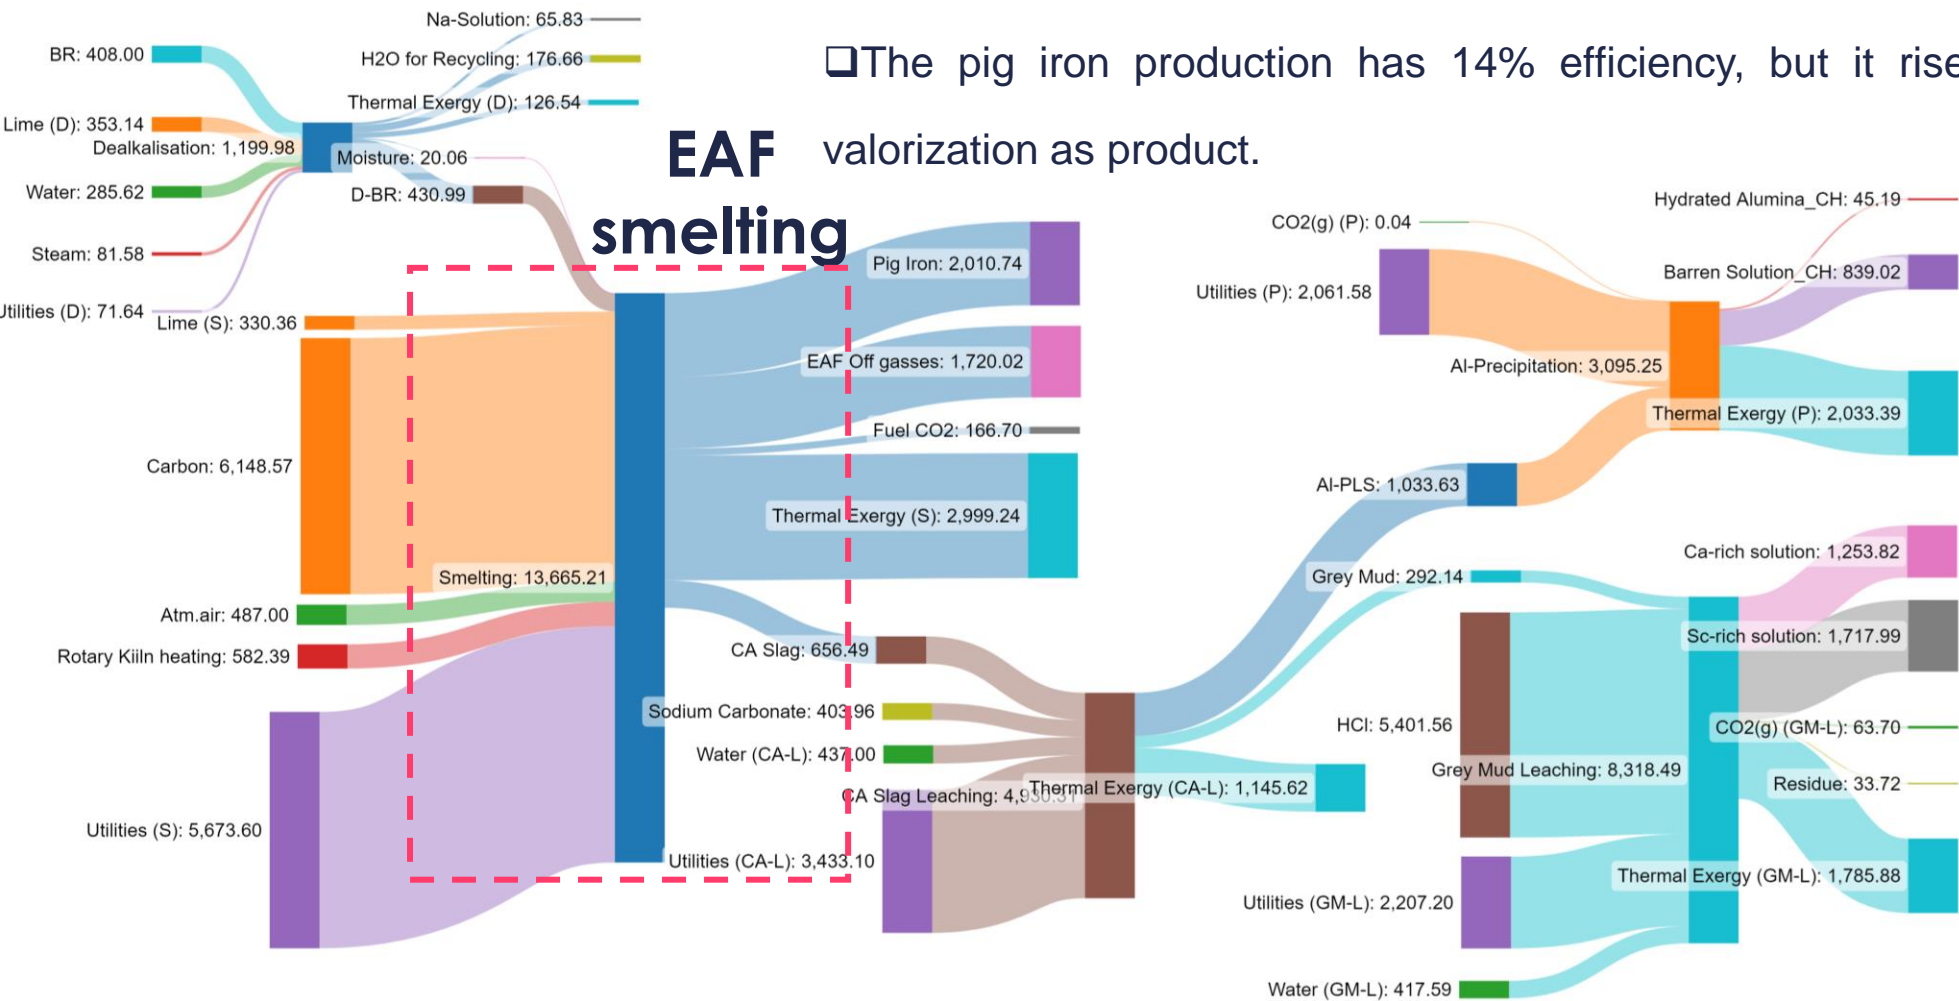 Na-Solution: 65.83
BR: 408.00
H2O for Recycling: 176.66
❑The pig iron production has 14% efficiency, but it rise
Thermal Exergy (D): 126.54
Lime (D): 353.14
Dealkalisation: 1,199.98
Moisture: 20.06
EAF
smelting
valorization as product.
Water: 285.62
D-BR: 430.99
Steam: 81.58
Utilities (D): 71.64
Lime (S): 330.36
Pig Iron: 2,010.74
EAF Off gasses: 1,720.02
Fuel CO2: 166.70
Carbon: 6,148.57
Thermal Exergy (S): 2,999.24
Smelting: 13,665.21
Atm.air: 487.00
Rotary Kiiln heating: 582.39
CA Slag: 656.49
Sodium Carbonate: 403.96
Water (CA-L): 437.00
CA Slag Leaching: 4,930.31
Thermal Exergy (CA-L): 1,145.62
Utilities (S): 5,673.60
Utilities (CA-L): 3,433.10
Hydrated Alumina_CH: 45.19
CO2(g) (P): 0.04
Barren Solution_CH: 839.02
Utilities (P): 2,061.58
Al-Precipitation: 3,095.25
Thermal Exergy (P): 2,033.39
Al-PLS: 1,033.63
Ca-rich solution: 1,253.82
Grey Mud: 292.14
Sc-rich solution: 1,717.99
HCl: 5,401.56
CO2(g) (GM-L): 63.70
Grey Mud Leaching: 8,318.49
Residue: 33.72
Thermal Exergy (GM-L): 1,785.88
Utilities (GM-L): 2,207.20
Water (GM-L): 417.59